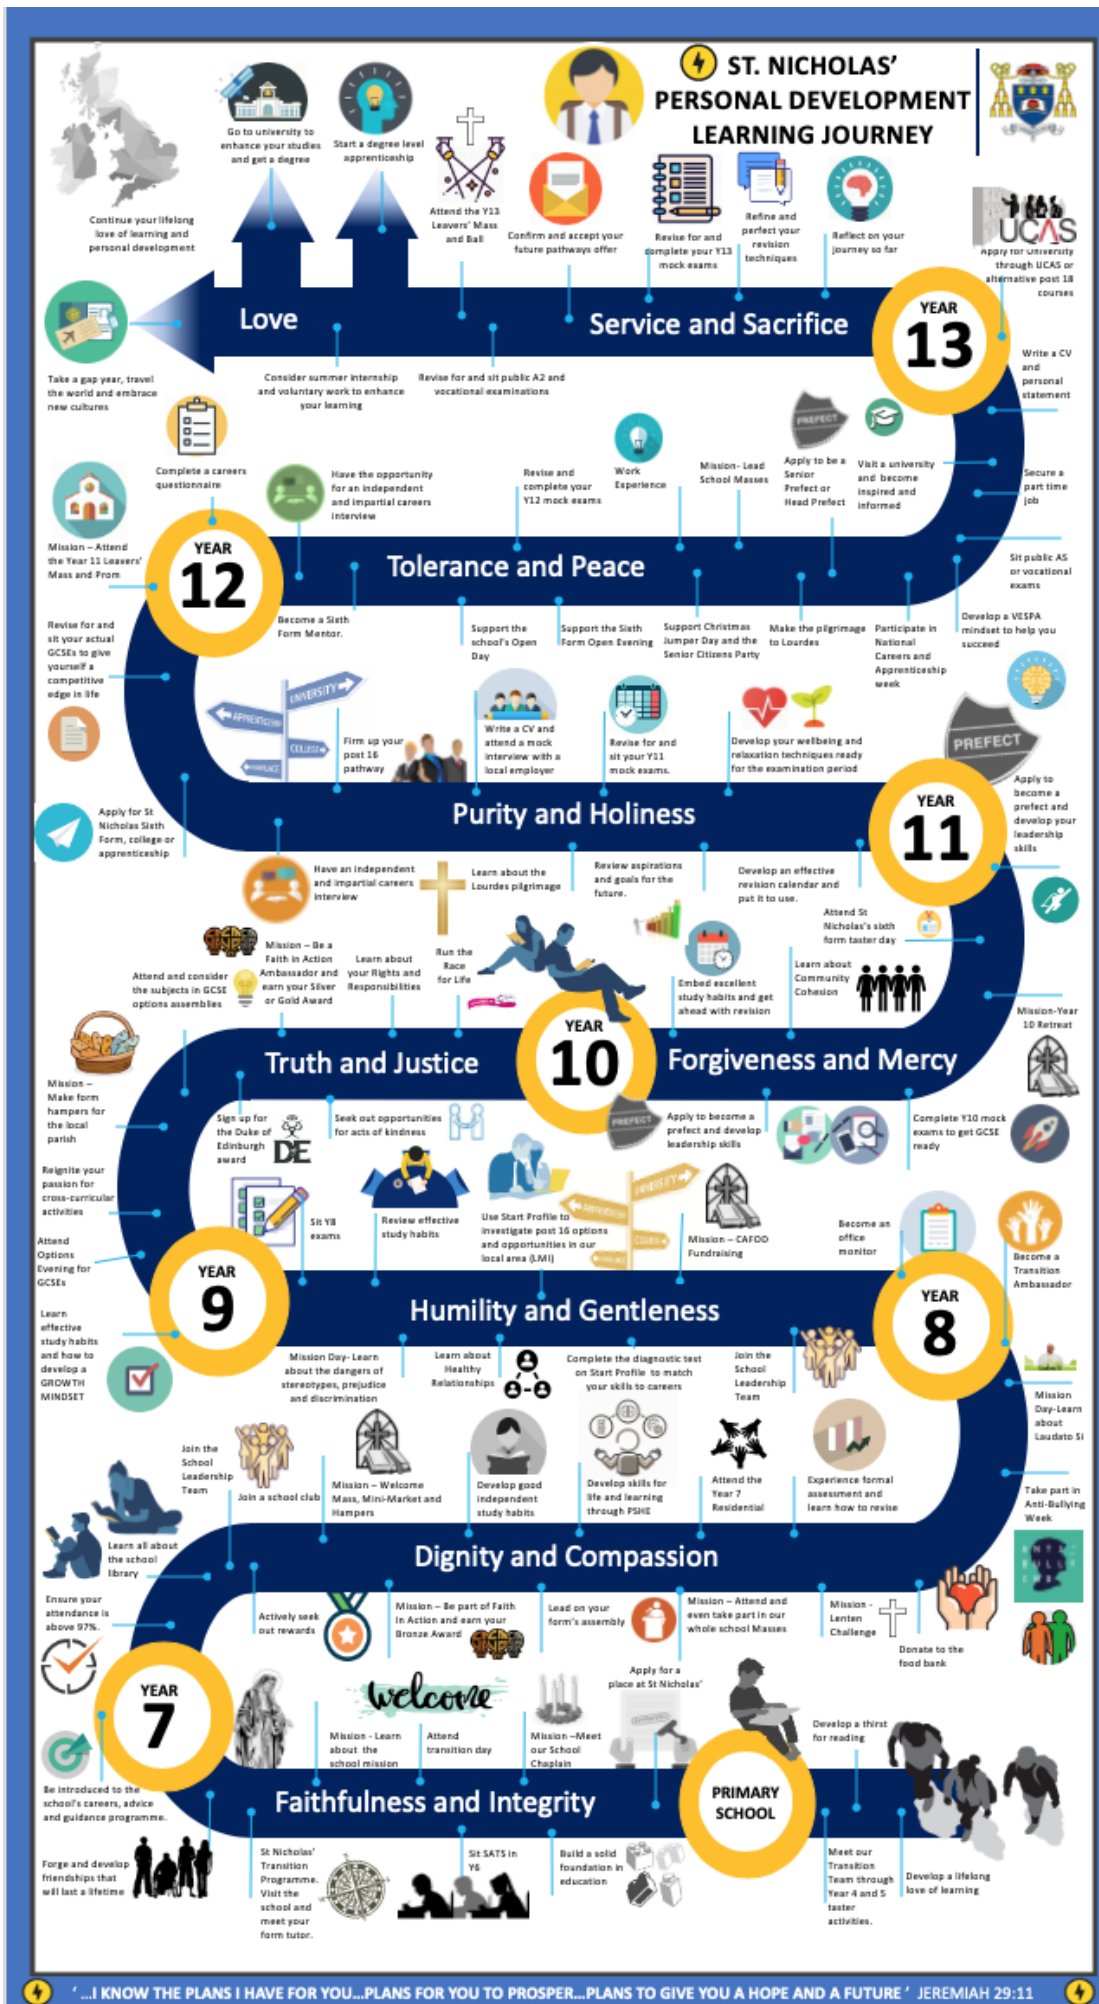 ST. NICHOLAS'
PERSONAL DEVELOPMENT
LEARNING JOURNEY
Go to university to
enhance your studies
and get a degree
Start a degree level
apprenticeship
Continue your lifelong
love of learning and
personal development
Attend the Y13
Leavers' Mass
and Ball
Confirm and accept your
future pathways offer
Revise for and
complete your Y13
mock exams
Refine and
perfect your
revision
techniques
Reflect on your
journey so far
UCAS
Apply for university
through UCAS or
alternative post 18
courses
Love
Service and Sacrifice
YEAR
13
Take a gap year, travel
the world and embrace
new cultures
Consider summer internship
and voluntary work to enhance
your learning
Revise for and sit public A2 and
vocational examinations
Write a CV
and
personal
statement
Complete a careers
questionnaire
Have the opportunity
for an independent
and impartial careers
interview
Revise and
complete your
Y12 mock exams
Work
Experience
Mission- Lead
School Masses
PREFECT
Apply to be a
Senior
Prefect or
Head Prefect
Visit a university
and become
inspired and
informed
Secure a
part time
job
Mission – Attend
the Year 11 Leavers'
Mass and Prom
YEAR
12
Tolerance and Peace
Sit public AS
or vocational
exams
Revise for and
sit your actual
GCSEs to give
yourself a
competitive
edge in life
Become a Sixth
Form Mentor.
Support the
school's Open
Day
Support the Sixth
Form Open Evening
Support Christmas
Jumper Day and the
Senior Citizens Party
Make the pilgrimage
to Lourdes
Participate in
National
Careers and
Apprenticeship
week
Develop a VESPA
mindset to help you
succeed
UNIVERSITY
APPRENTICESHIP
COLLEGE
WORKPLACE
Firm up your
post 16
pathway
Write a CV and
attend a mock
interview with a
local employer
Revise for and
sit your Y11
mock exams.
Develop your wellbeing and
relaxation techniques ready
for the examination period
PREFECT
Apply to
become a
prefect and
develop your
leadership
skills
Apply for St
Nicholas Sixth
Form, college or
apprenticeship
Purity and Holiness
YEAR
11
Have an independent
and impartial careers
interview
Learn about the
Lourdes pilgrimage
Review aspirations
and goals for the
future.
Develop an effective
revision calendar and
put it to use.
Attend St
Nicholas's sixth
form taster day
Attend and consider
the subjects in GCSE
options assemblies
Mission – Be a
Faith in Action
Ambassador and
earn your Silver
or Gold Award
Learn about
your Rights and
Responsibilities
Run the
Race
for Life
Embed excellent
study habits and get
ahead with revision
Learn about
Community
Cohesion
Mission-Year
10 Retreat
Truth and Justice
YEAR
10
Forgiveness and Mercy
Mission –
Make form
hampers for
the local
parish
Sign up for
the Duke of
Edinburgh
award
DE
Seek out opportunities
for acts of kindness
PREFECT
Apply to become a
prefect and develop
leadership skills
Complete Y10 mock
exams to get GCSE
ready
Reignite your
passion for
cross-curricular
activities
Sit Y8
exams
Review effective
study habits
Use Start Profile to
investigate post 16 options
and opportunities in our
local area (LMI)
UNIVERSITY
APPRENTICESHIP
COLLEGE
Mission – CAFOD
Fundraising
Become an
office
monitor
Become a
Transition
Ambassador
Attend
Options
Evening for
GCSEs
YEAR
9
Humility and Gentleness
YEAR
8
Learn
effective
study habits
and how to
develop a
GROWTH
MINDSET
Mission Day- Learn
about the dangers of
stereotypes, prejudice
and discrimination
Learn about
Healthy
Relationships
Complete the diagnostic test
on Start Profile to match
your skills to careers
Join the
School
Leadership
Team
Mission
Day-Learn
about
Laudato Si
Join the
School
Leadership
Team
Join a school club
Mission – Welcome
Mass, Mini-Market and
Hampers
Develop good
independent
study habits
Develop skills for
life and learning
through PSHE
Attend the
Year 7
Residential
Experience formal
assessment and
learn how to revise
Take part in
Anti-Bullying
Week
Learn all about
the school
library
Dignity and Compassion
Ensure your
attendance is
above 97%.
Actively seek
out rewards
Mission – Be part of Faith
in Action and earn your
Bronze Award
Lead on your
form's assembly
Mission – Attend and
even take part in our
whole school Masses
Mission -
Lenten
Challenge
Donate to the
food bank
YEAR
7
welcome
Mission - Learn
about the
school mission
Attend
transition day
Mission –Meet
our School
Chaplain
Apply for a
place at St Nicholas'
Develop a thirst
for reading
Be introduced to the
school's careers, advice
and guidance programme.
Faithfulness and Integrity
PRIMARY
SCHOOL
Forge and develop
friendships that
will last a lifetime
St Nicholas'
Transition
Programme.
Visit the
school and
meet your
form tutor.
Sit SATS in
Y6
Build a solid
foundation in
education
Meet our
Transition
Team through
Year 4 and 5
taster
activities.
Develop a lifelong
love of learning
' ...I KNOW THE PLANS I HAVE FOR YOU...PLANS FOR YOU TO PROSPER...PLANS TO GIVE YOU A HOPE AND A FUTURE ' JEREMIAH 29:11